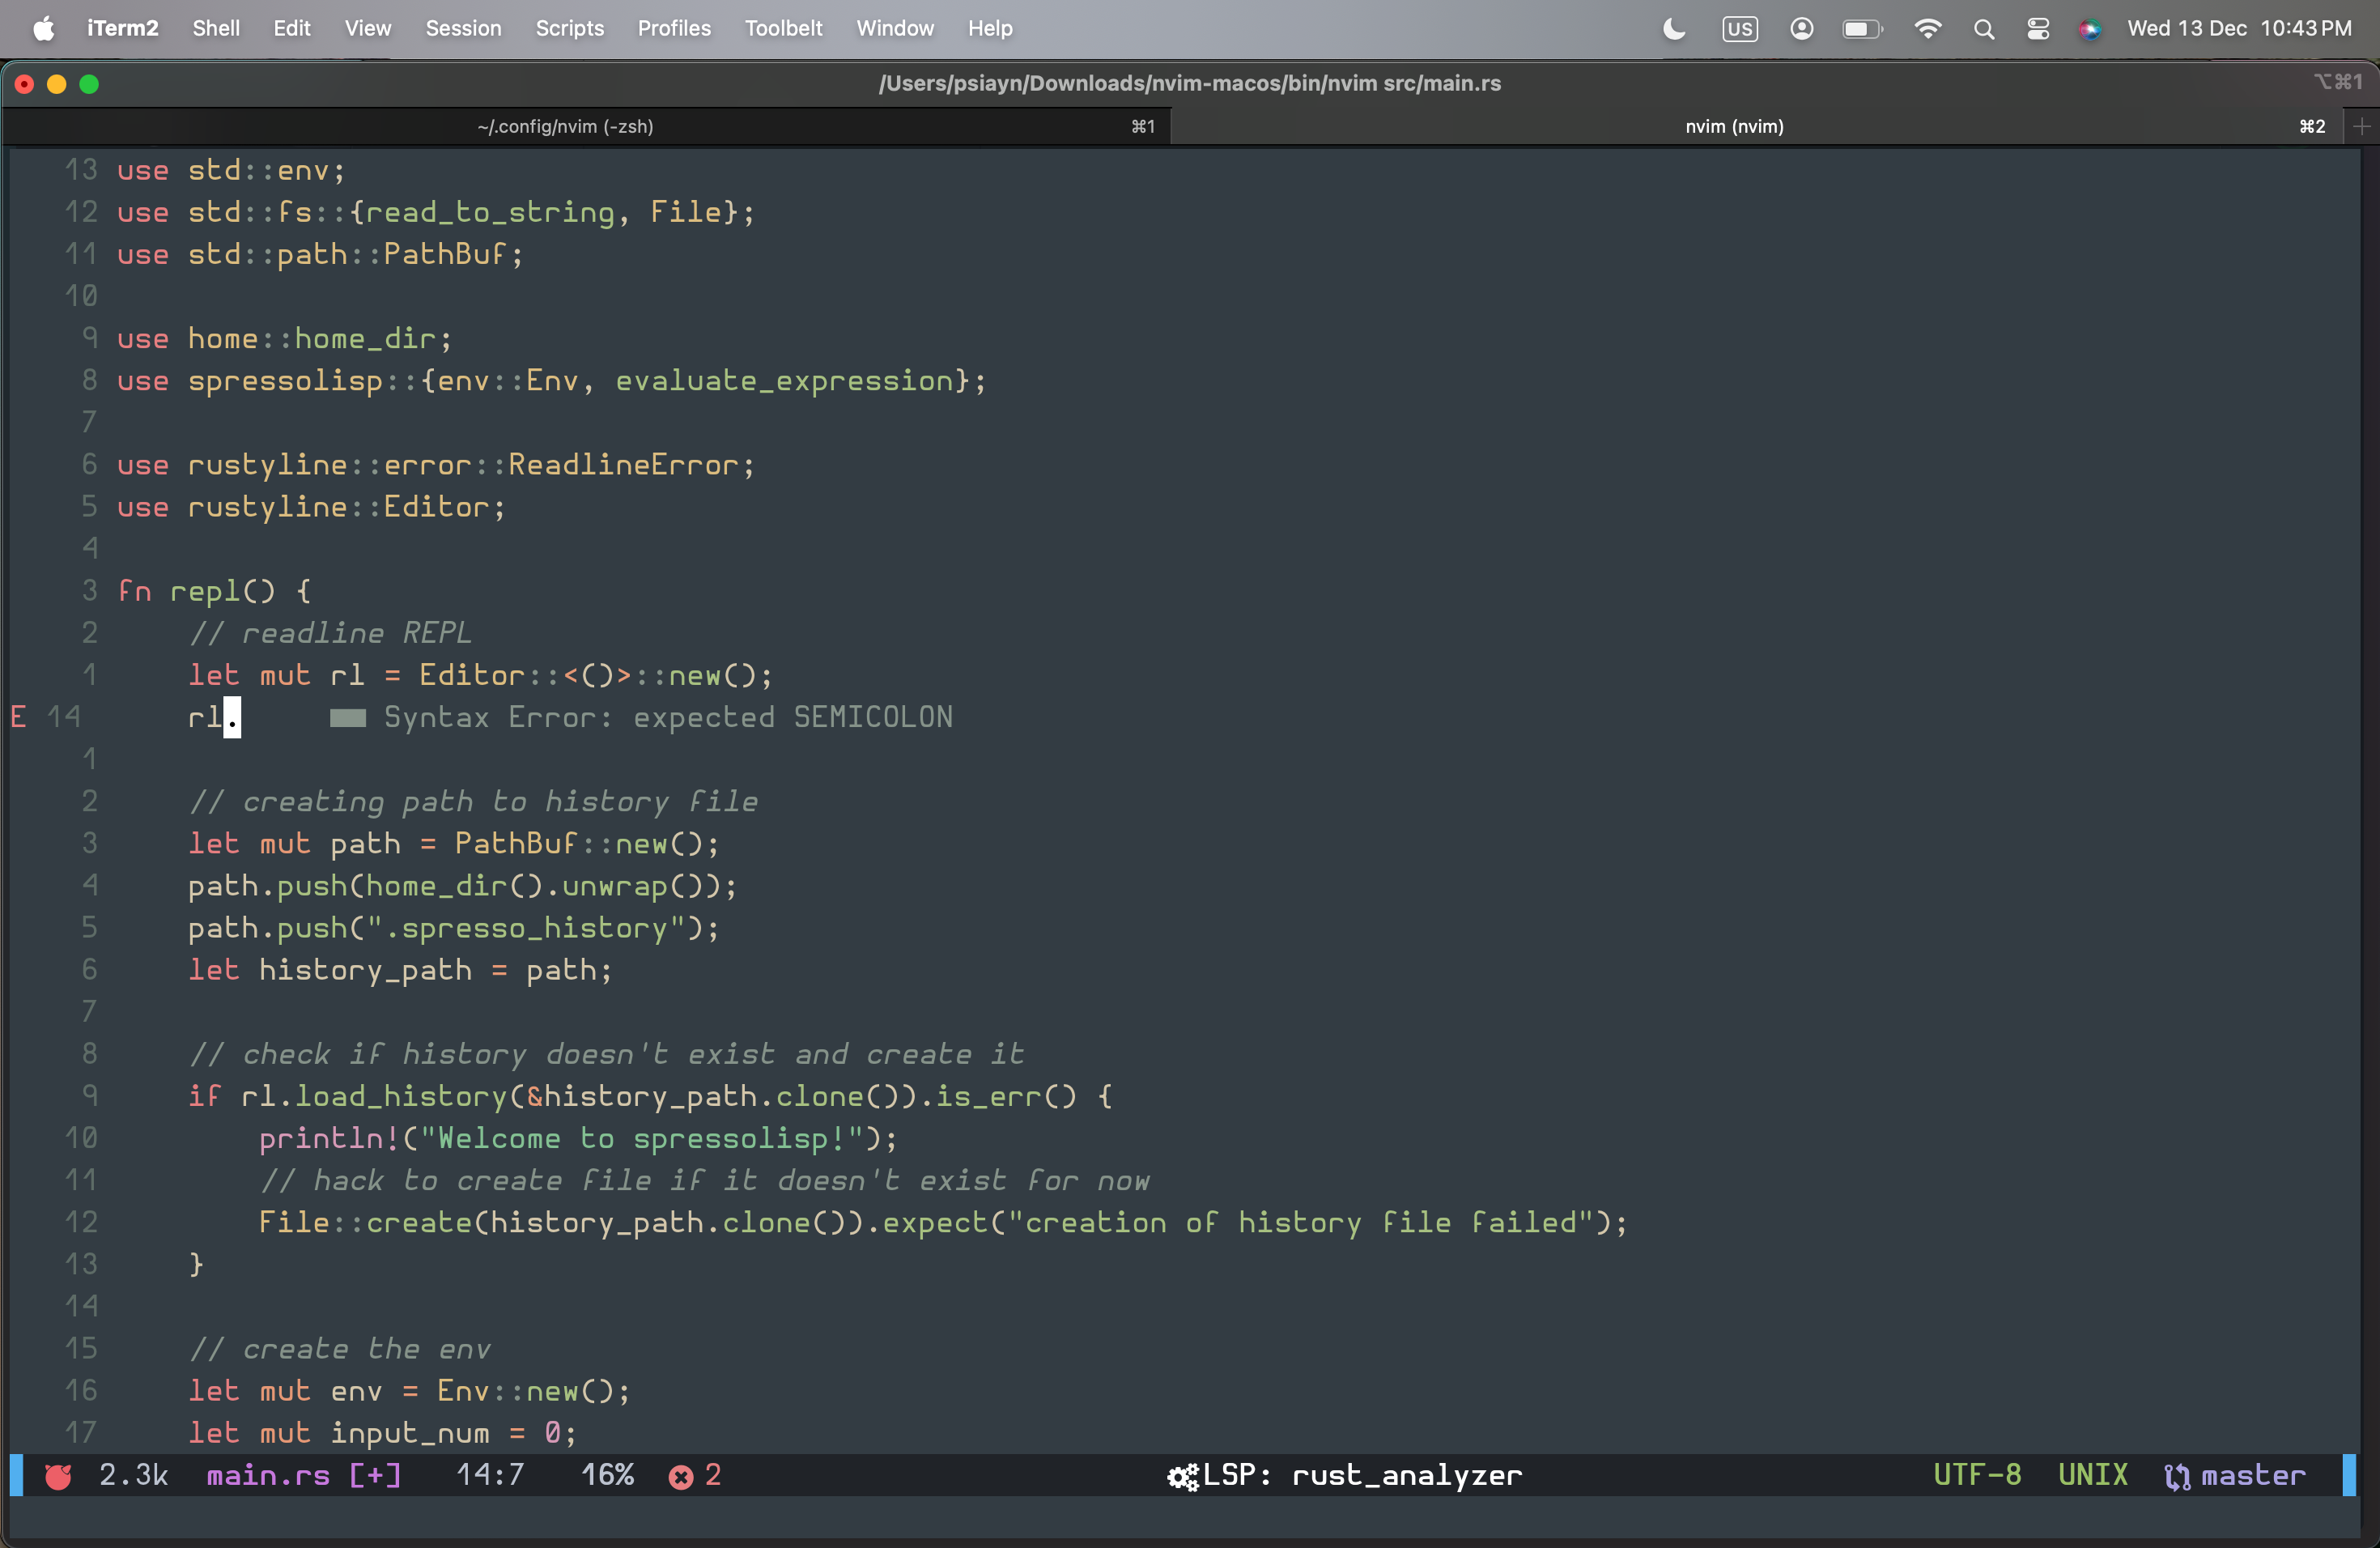 iTerm2 Shell Edit View Session Scripts Profiles Toolbelt Window Help US Wed 13 Dec 10:43 PM
/Users/psiayn/Downloads/nvim-macos/bin/nvim src/main.rs ⌥⌘1
~/.config/nvim (-zsh) ⌘1 nvim (nvim) ⌘2
13 use std::env;
12 use std::fs::{read_to_string, File};
11 use std::path::PathBuf;
10
9 use home::home_dir;
8 use spressolisp::{env::Env, evaluate_expression};
7
6 use rustyline::error::ReadlineError;
5 use rustyline::Editor;
4
3 fn repl() {
2     // readline REPL
1     let mut rl = Editor::<()>::new();
E 14     rl.     ■■ Syntax Error: expected SEMICOLON
1
2     // creating path to history file
3     let mut path = PathBuf::new();
4     path.push(home_dir().unwrap());
5     path.push(".spresso_history");
6     let history_path = path;
7
8     // check if history doesn't exist and create it
9     if rl.load_history(&history_path.clone()).is_err() {
10         println!("Welcome to spressolisp!");
11         // hack to create file if it doesn't exist for now
12         File::create(history_path.clone()).expect("creation of history file failed");
13     }
14
15     // create the env
16     let mut env = Env::new();
17     let mut input_num = 0;
2.3k main.rs [+] 14:7 16% 2 LSP: rust_analyzer UTF-8 UNIX master